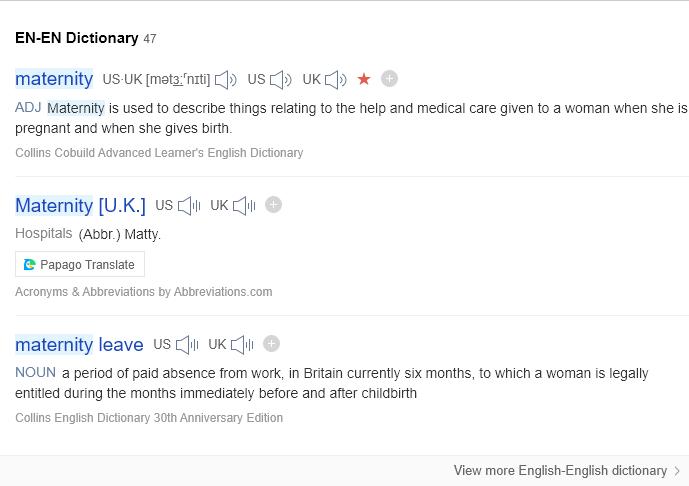 EN-EN Dictionary 47
maternity US·UK [mətɜːʳnɪti] US UK
ADJ Maternity is used to describe things relating to the help and medical care given to a woman when she is
pregnant and when she gives birth.
Collins Cobuild Advanced Learner's English Dictionary
Maternity [U.K.] US UK
Hospitals (Abbr.) Matty.
Papago Translate
Acronyms & Abbreviations by Abbreviations.com
maternity leave US UK
NOUN a period of paid absence from work, in Britain currently six months, to which a woman is legally
entitled during the months immediately before and after childbirth
Collins English Dictionary 30th Anniversary Edition
View more English-English dictionary >